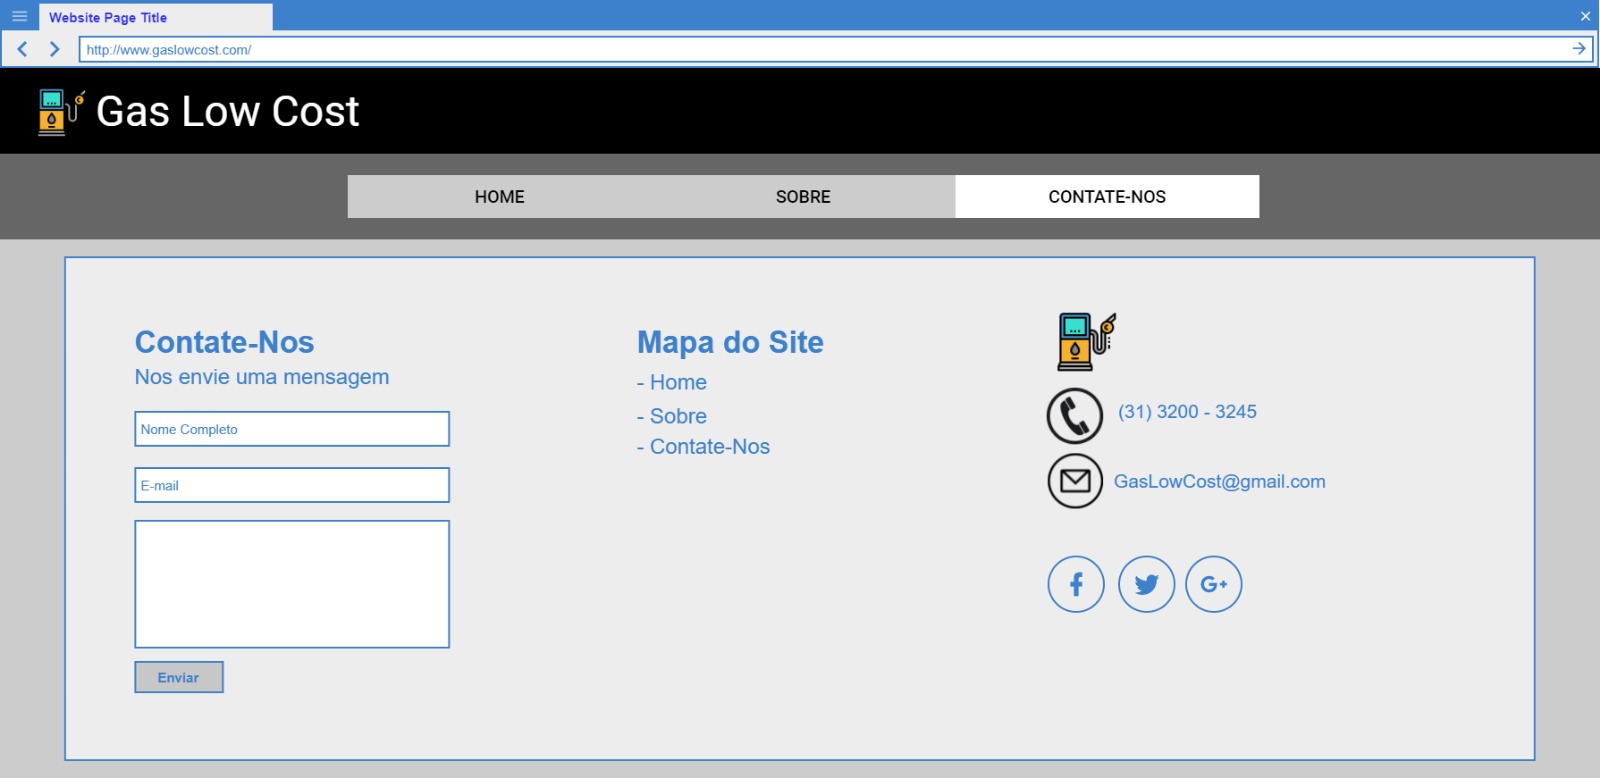 Website Page Title
http://www.gaslowcost.com/
Gas Low Cost
HOME
SOBRE
CONTATE-NOS
Contate-Nos
Nos envie uma mensagem
Nome Completo
E-mail
Enviar
Mapa do Site
- Home
- Sobre
- Contate-Nos
(31) 3200 - 3245
GasLowCost@gmail.com
G+